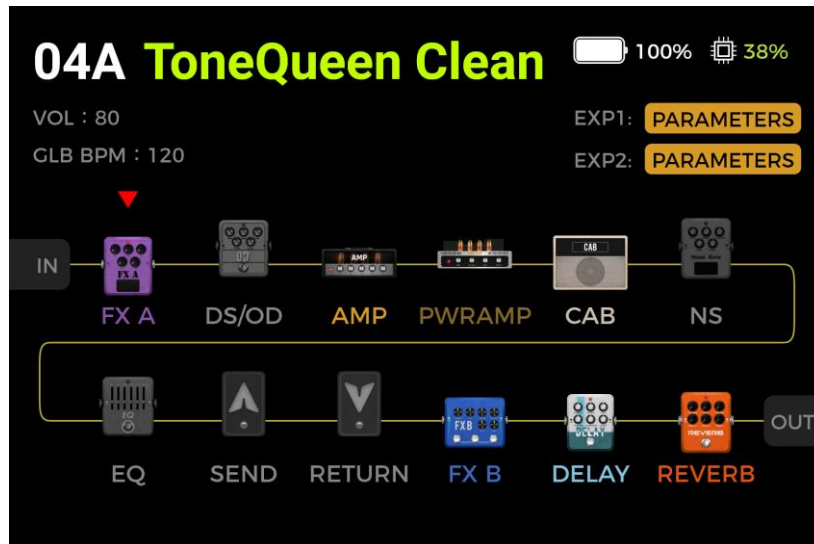 04A ToneQueen Clean 100% 38%
VOL : 80
EXP1: PARAMETERS
GLB BPM : 120
EXP2: PARAMETERS
IN
FX A
AMP
CAB
FX A DS/OD AMP PWRAMP CAB NS
EQ
FXB
DELAY
REVERB
OUT
EQ SEND RETURN FX B DELAY REVERB